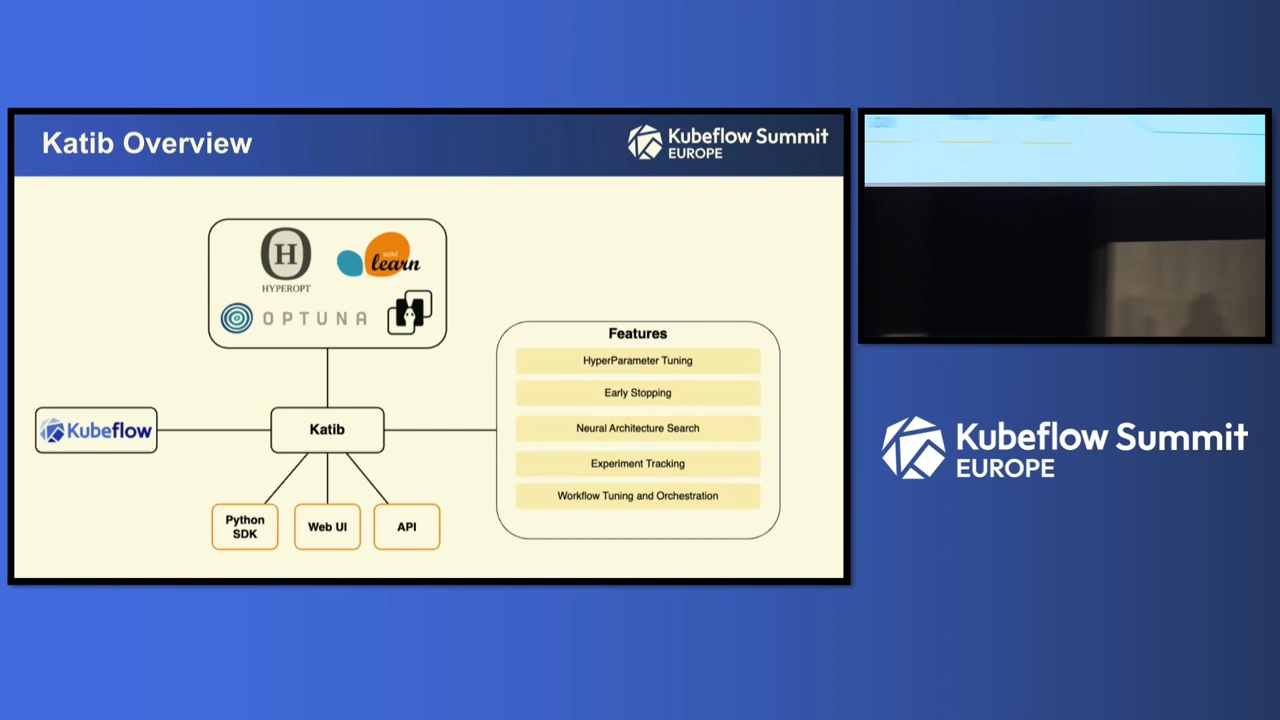 Katib Overview
Kubeflow Summit
EUROPE
H
HYPEROPT
scikit
learn
OPTUNA
Features
HyperParameter Tuning
Early Stopping
Neural Architecture Search
Experiment Tracking
Workflow Tuning and Orchestration
Kubeflow
Katib
Python
SDK
Web UI
API
Kubeflow Summit
EUROPE